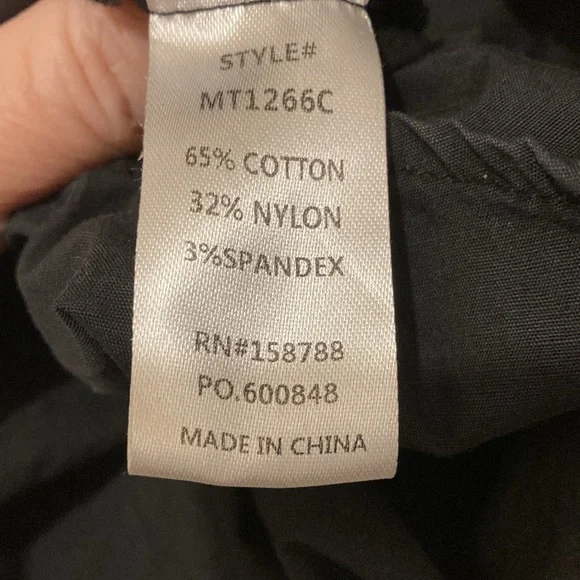 STYLE#
MT1266C
65% COTTON
32% NYLON
3%SPANDEX
RN#158788
PO.600848
MADE IN CHINA